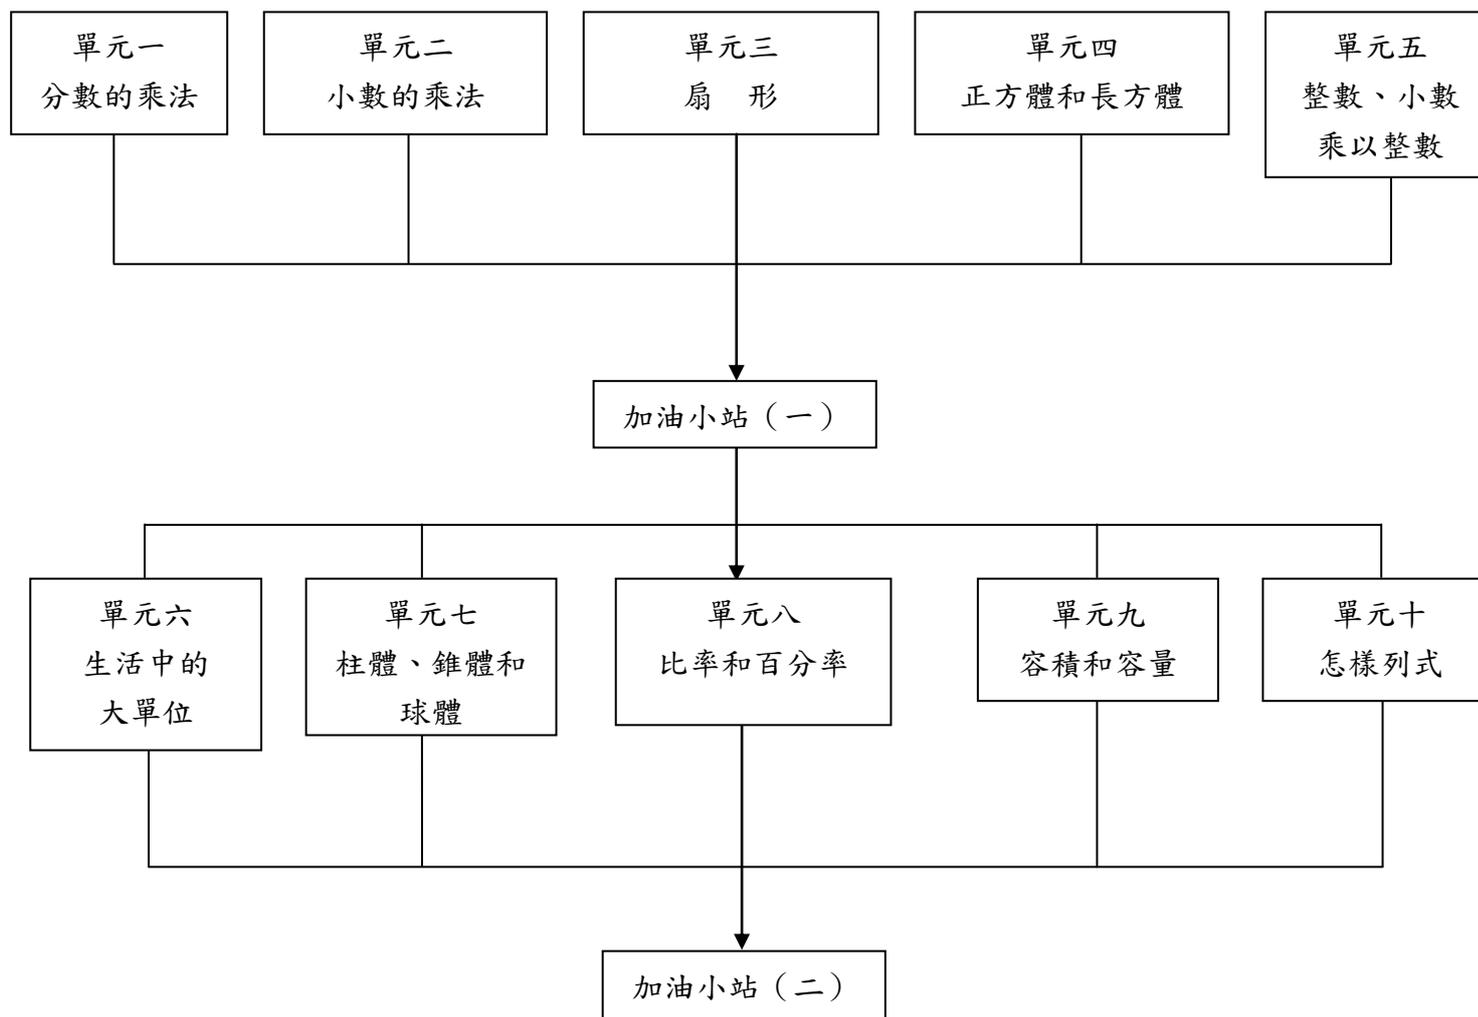 單元一
分數的乘法
單元二
小數的乘法
單元三
扇　形
單元四
正方體和長方體
單元五
整數、小數
乘以整數
加油小站（一）
單元六
生活中的
大單位
單元七
柱體、錐體和
球體
單元八
比率和百分率
單元九
容積和容量
單元十
怎樣列式
加油小站（二）